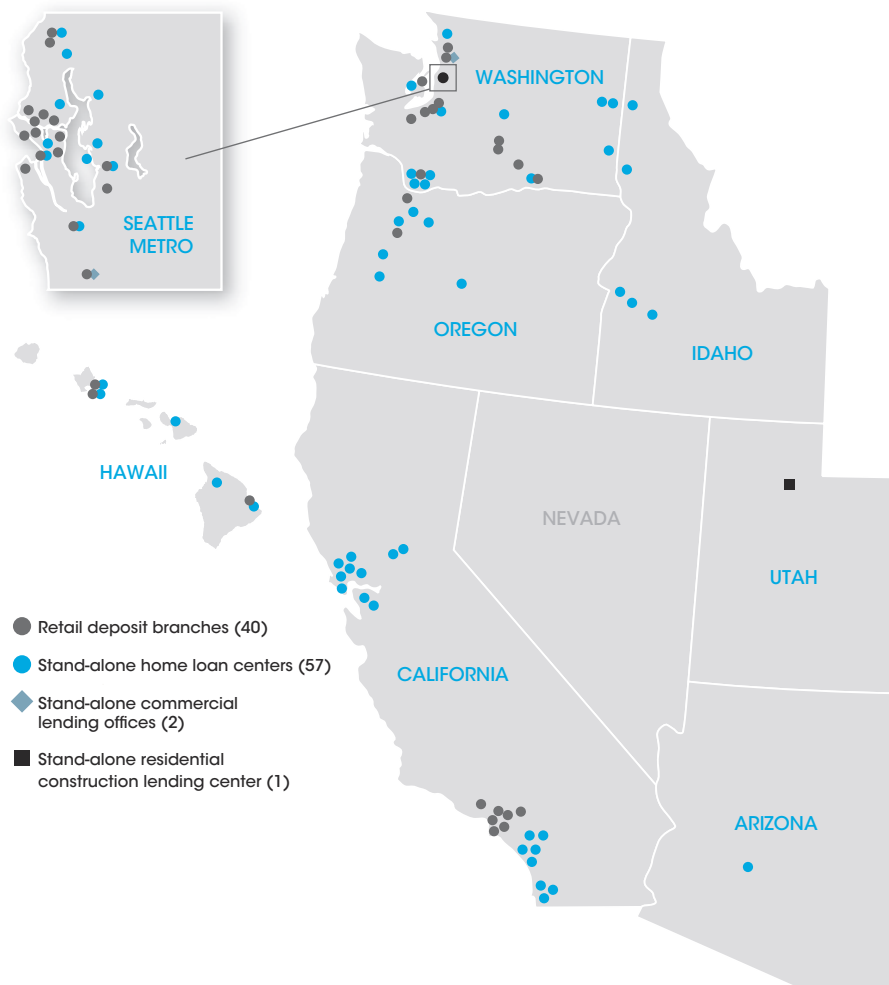 WASHINGTON
SEATTLE
METRO
OREGON
IDAHO
HAWAII
NEVADA
UTAH
Retail deposit branches (40)
Stand-alone home loan centers (57)
CALIFORNIA
Stand-alone commercial
lending offices (2)
Stand-alone residential
construction lending center (1)
ARIZONA